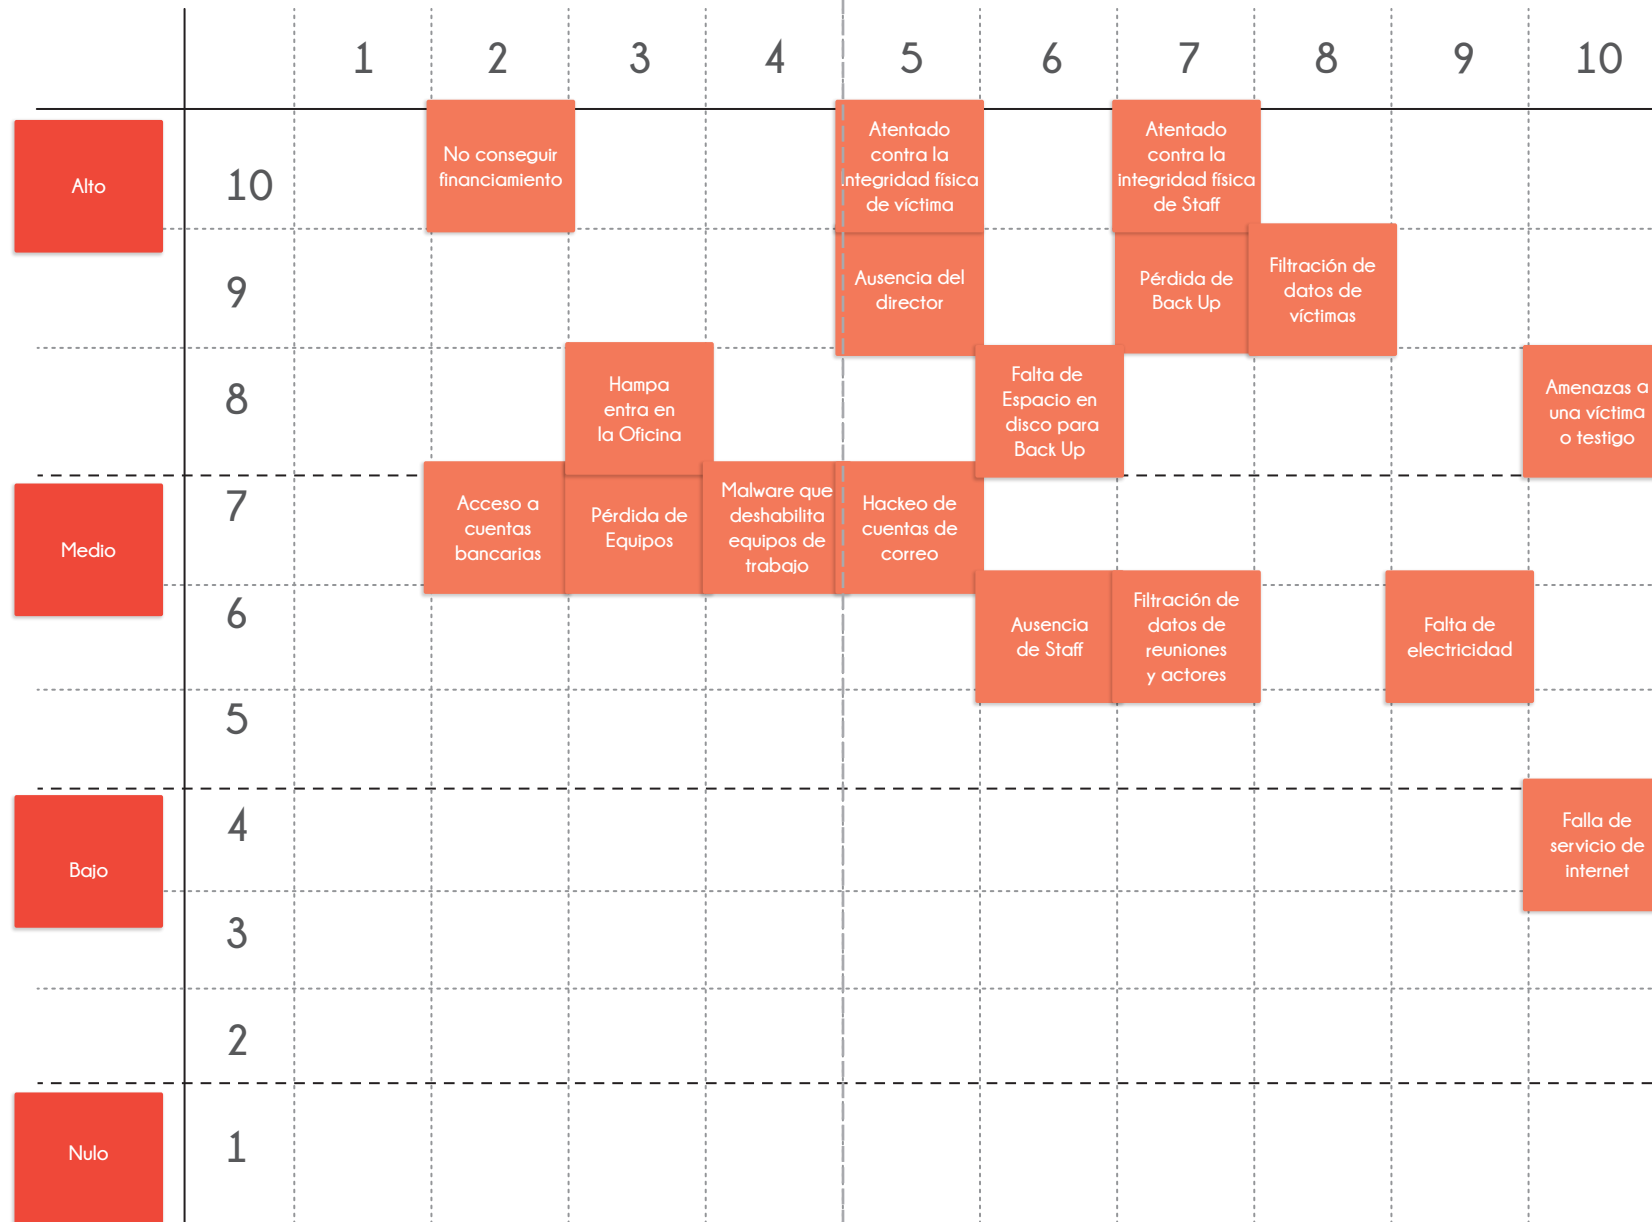 1 2 3 4 5 6 7 8 9 10
Alto
10
No conseguir
financiamiento
Atentado
contra la
integridad física
de víctima
Atentado
contra la
integridad física
de Staff
9
Ausencia del
director
Pérdida de
Back Up
Filtración de
datos de
víctimas
8
Hampa
entra en
la Oficina
Falta de
Espacio en
disco para
Back Up
Amenazas a
una víctima
o testigo
Medio
7
Acceso a
cuentas
bancarias
Pérdida de
Equipos
Malware que
deshabilita
equipos de
trabajo
Hackeo de
cuentas de
correo
6
Ausencia
de Staff
Filtración de
datos de
reuniones
y actores
Falta de
electricidad
5
Bajo
4
Falla de
servicio de
internet
3
2
Nulo
1